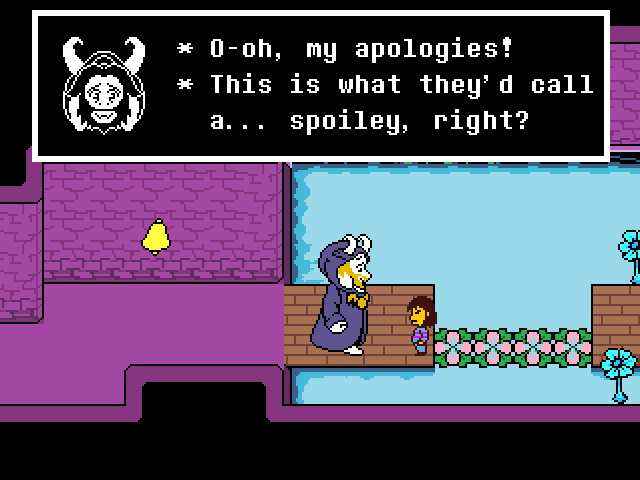 * O-oh, my apologies!
* This is what they'd call
a... spoiley, right?